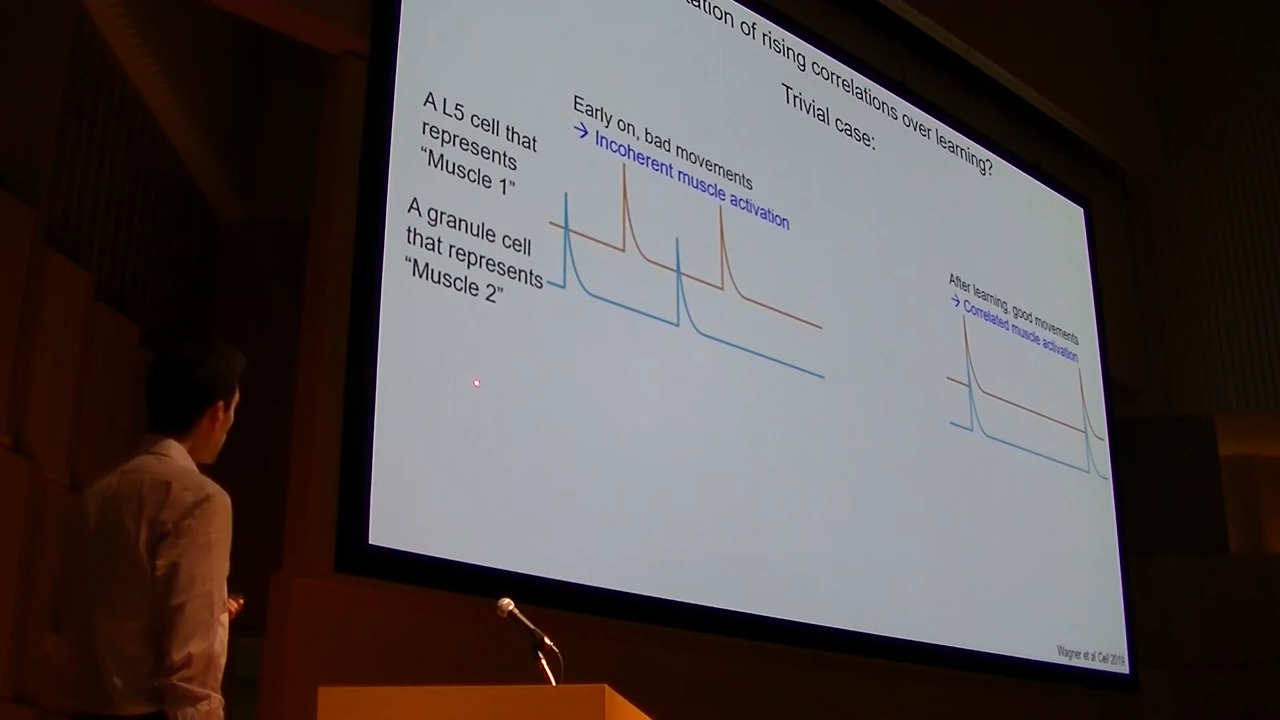 of rising correlations over learning?
Trivial case:
A L5 cell that
represents
“Muscle 1”
A granule cell
that represents
“Muscle 2”
Early on, bad movements
→ Incoherent muscle activation
After learning, good movements
→ Correlated muscle activation
Wagner et al Cell 2019